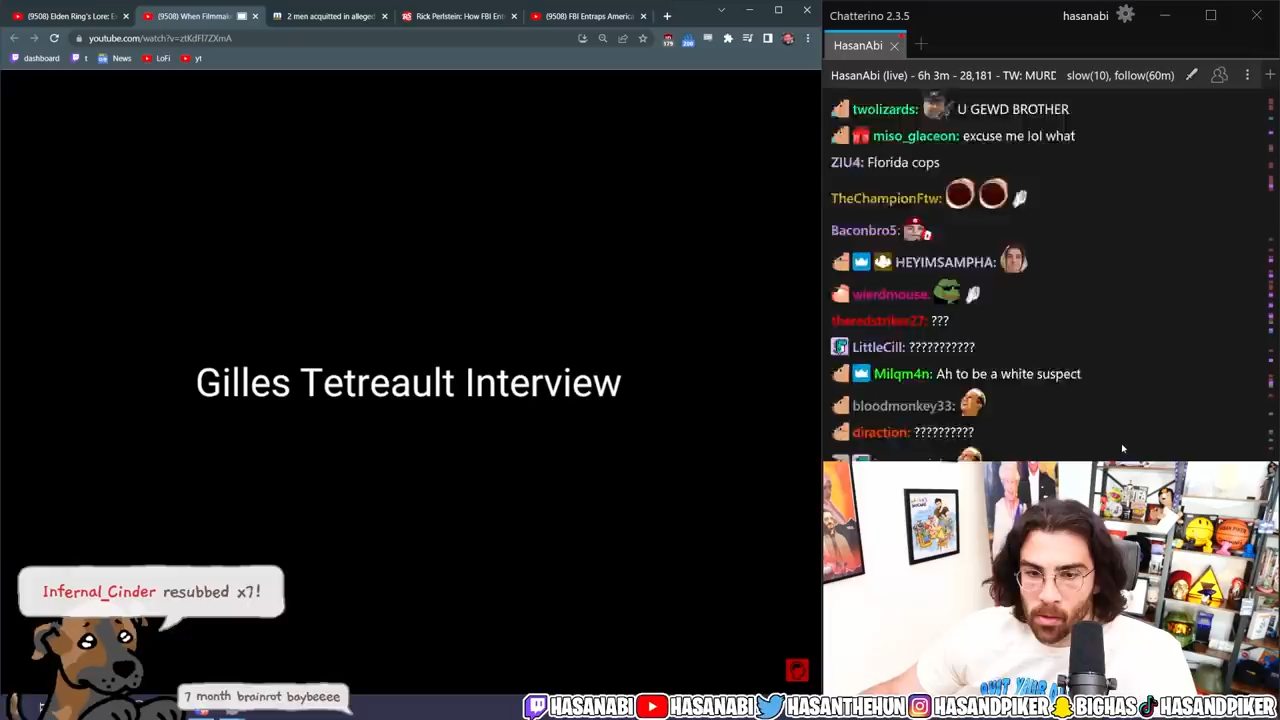 (9508) Elden Ring's Lore: E
(9508) When Filmmak
2 men acquitted in alleged
Rick Perlstein: How FBI Ent
(9508) FBI Entraps America
youtube.com/watch?v=ztKdFl7ZXmA
179
200
dashboard
t
News
LoFi
yt
Gilles Tetreault Interview
Infernal_Cinder resubbed x7!
7 month brainrot baybeeee
Chatterino 2.3.5
hasanabi
HasanAbi
HasanAbi (live) - 6h 3m - 28,181 - TW: MURD
slow(10), follow(60m)
twolizards: U GEWD BROTHER
miso_glaceon: excuse me lol what
ZIU4: Florida cops
TheChampionFtw:
Baconbro5:
HEYIMSAMPHA:
wierdmouse:
theredstriker27: ???
LittleCill: ???????????
Milqm4n: Ah to be a white suspect
bloodmonkey33:
diraction: ??????????
HASANABI
HASANABI
HASANTHEHUN
HASANDPIKER
BIGHAS
HASANDPIKER